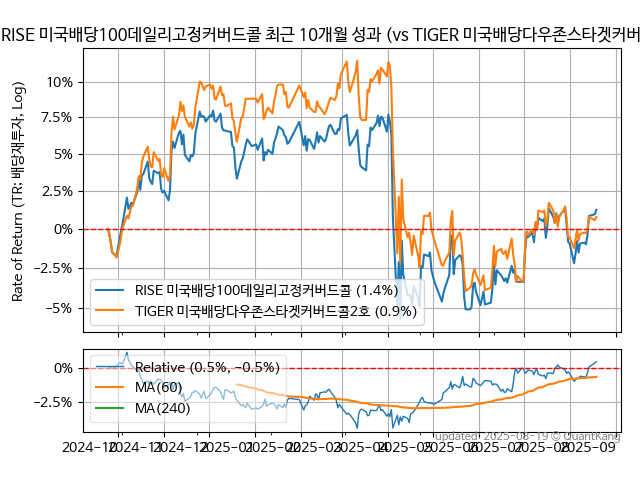 RISE 미국배당100데일리고정커버드콜 최근 10개월 성과 (vs TIGER 미국배당다우존스타겟커버
Rate of Return (TR: 배당재투자, Log)
10%
7.5%
5%
2.5%
0%
−2.5%
−5%
RISE 미국배당100데일리고정커버드콜 (1.4%)
TIGER 미국배당다우존스타겟커버드콜2호 (0.9%)
0%
−2.5%
Relative (0.5%, −0.5%)
MA(60)
MA(240)
updated: 2025-08-19 © QuantKang
2024-10 2024-11 2024-12 2025-01 2025-02 2025-03 2025-04 2025-05 2025-06 2025-07 2025-08 2025-09